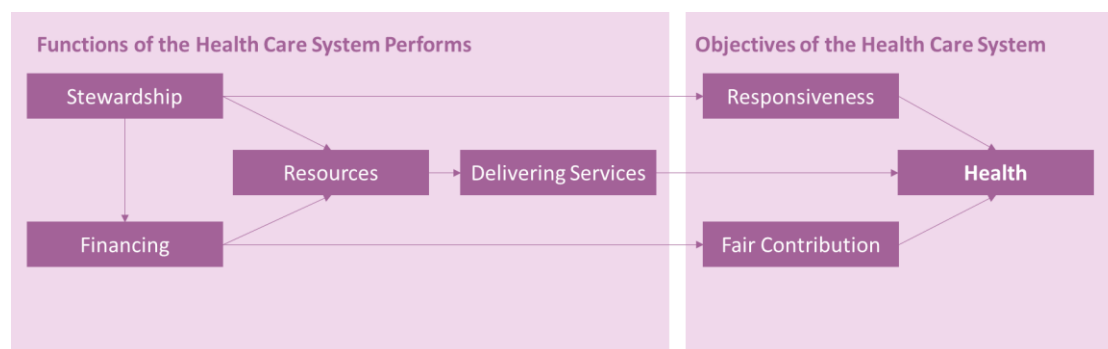 Functions of the Health Care System Performs
Stewardship
Resources
Delivering Services
Financing
Objectives of the Health Care System
Responsiveness
Health
Fair Contribution